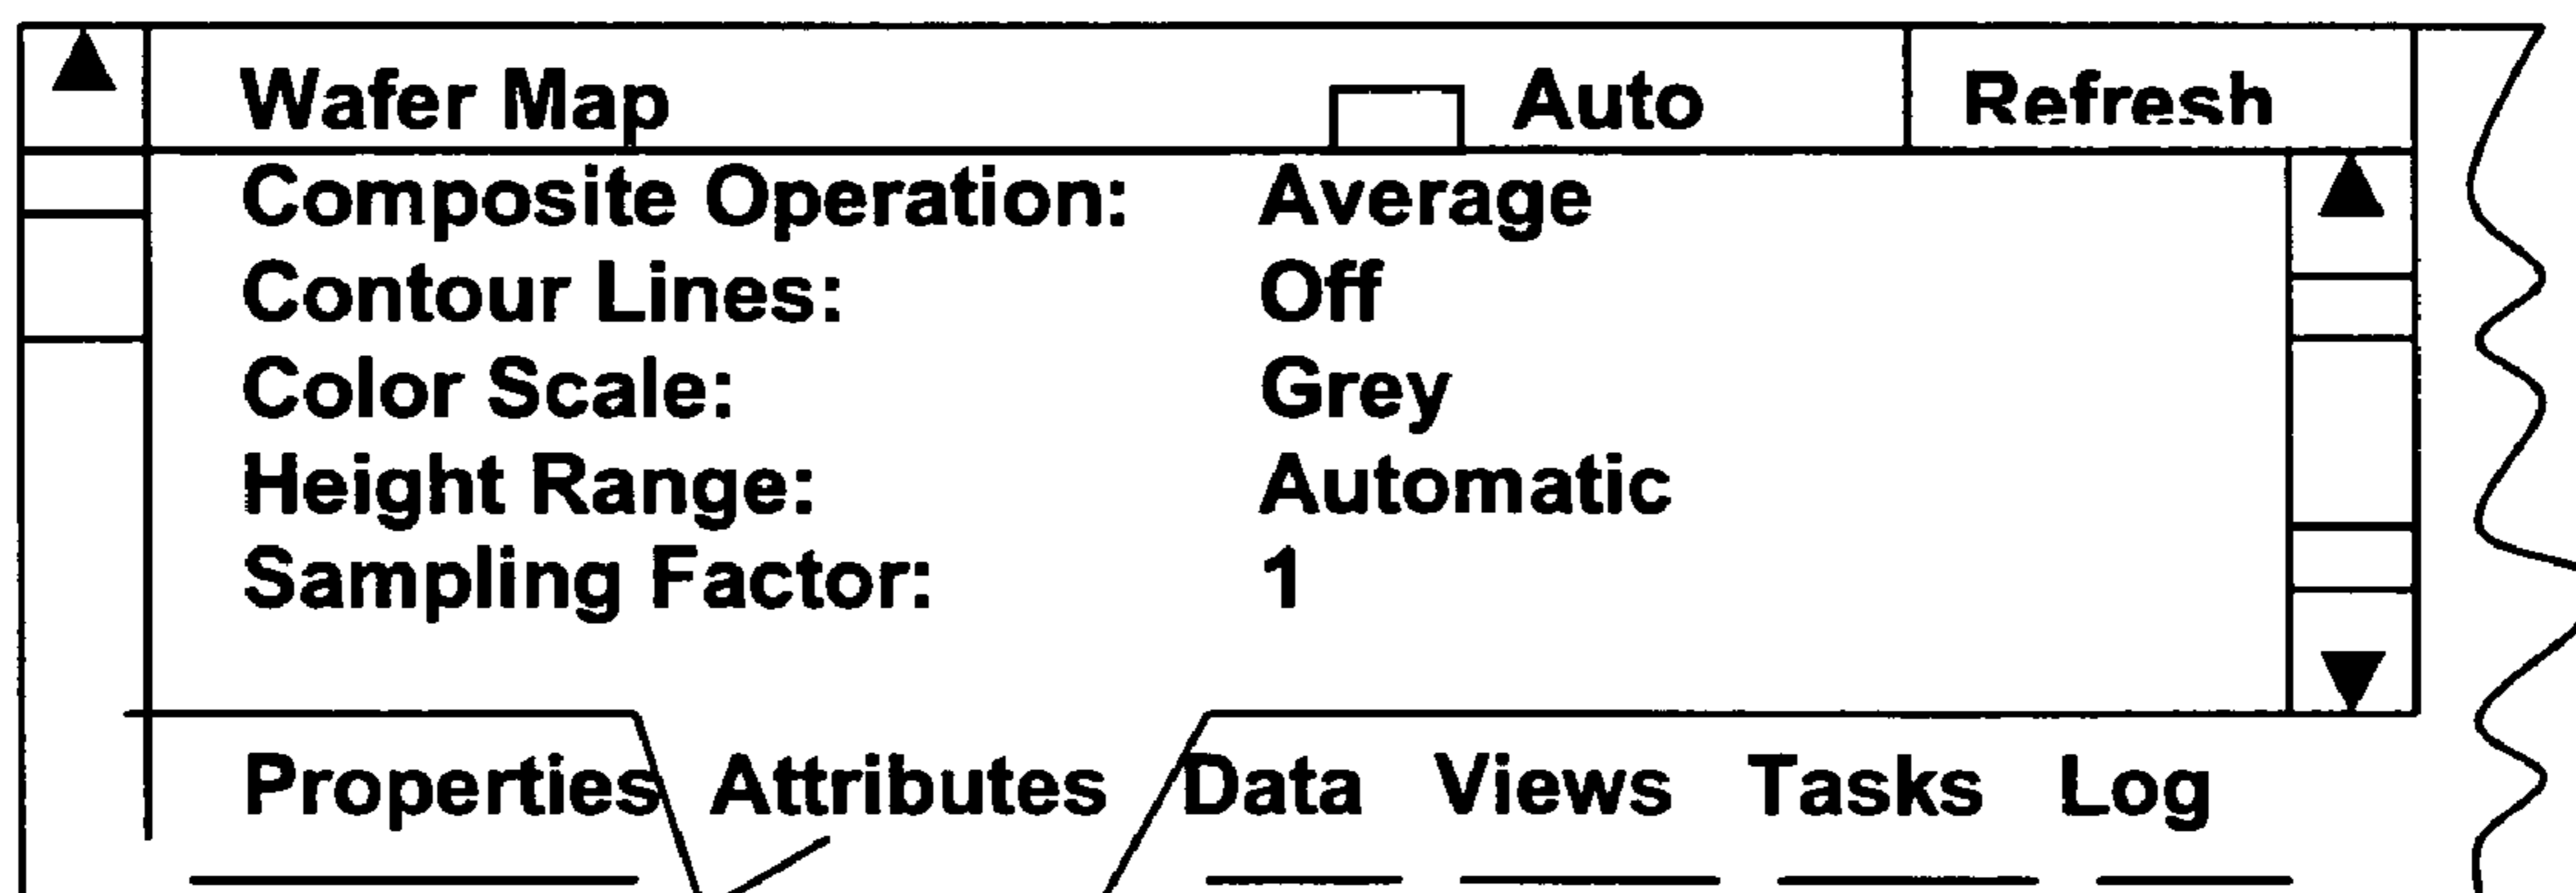 Wafer Map Auto Refresh
Composite Operation: Average
Contour Lines: Off
Color Scale: Grey
Height Range: Automatic
Sampling Factor: 1
Properties Attributes Data Views Tasks Log